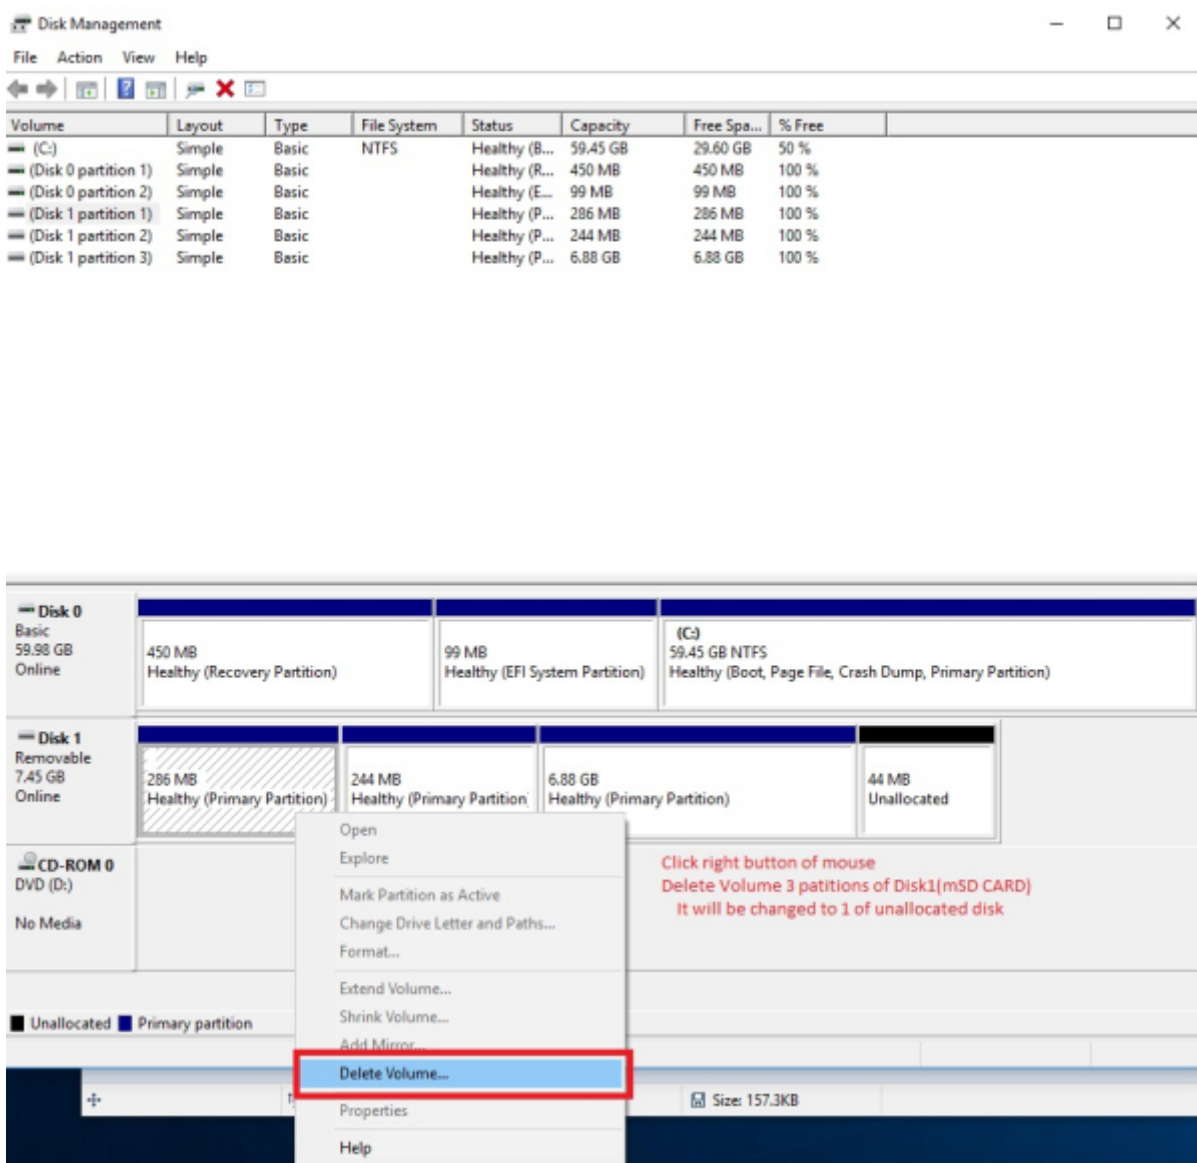 Disk Management
File Action View Help
Volume Layout Type File System Status Capacity Free Spa... % Free
(C:) Simple Basic NTFS Healthy (B... 59.45 GB 29.60 GB 50 %
(Disk 0 partition 1) Simple Basic Healthy (R... 450 MB 450 MB 100 %
(Disk 0 partition 2) Simple Basic Healthy (E... 99 MB 99 MB 100 %
(Disk 1 partition 1) Simple Basic Healthy (P... 286 MB 286 MB 100 %
(Disk 1 partition 2) Simple Basic Healthy (P... 244 MB 244 MB 100 %
(Disk 1 partition 3) Simple Basic Healthy (P... 6.88 GB 6.88 GB 100 %
Disk 0
Basic
59.98 GB
Online
450 MB
Healthy (Recovery Partition)
99 MB
Healthy (EFI System Partition)
(C:)
59.45 GB NTFS
Healthy (Boot, Page File, Crash Dump, Primary Partition)
Disk 1
Removable
7.45 GB
Online
286 MB
Healthy (Primary Partition)
244 MB
Healthy (Primary Partition
6.88 GB
Healthy (Primary Partition)
44 MB
Unallocated
CD-ROM 0
DVD (D:)
No Media
Open
Explore
Mark Partition as Active
Change Drive Letter and Paths...
Format...
Extend Volume...
Shrink Volume...
Add Mirror...
Delete Volume...
Properties
Help
Click right button of mouse
Delete Volume 3 patitions of Disk1(mSD CARD)
It will be changed to 1 of unallocated disk
Unallocated Primary partition
Size: 157.3KB